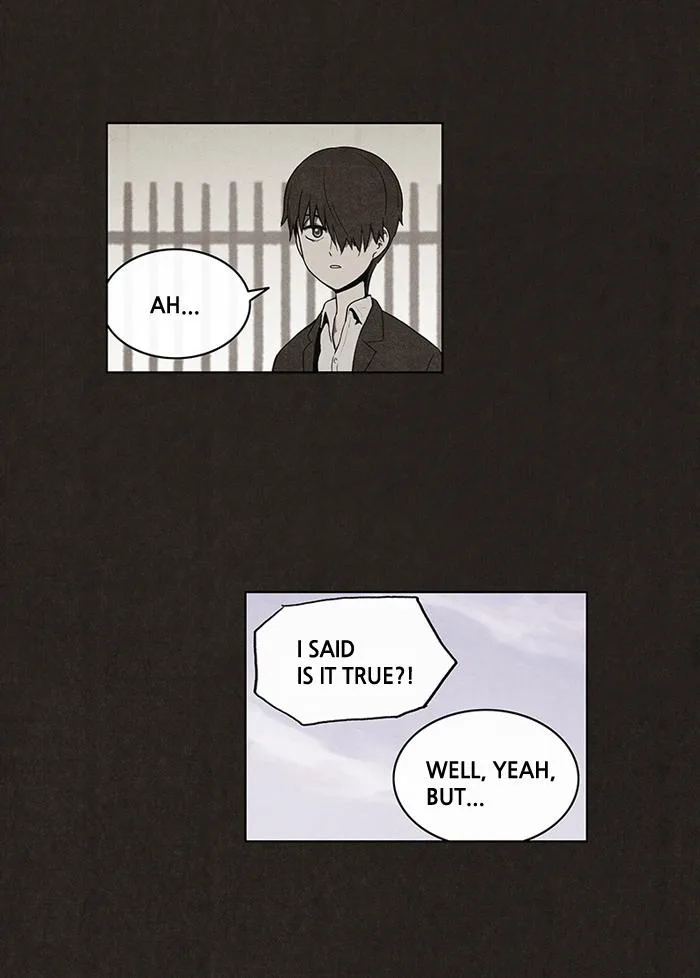 AH...
I SAID
IS IT TRUE?!
WELL, YEAH,
BUT...